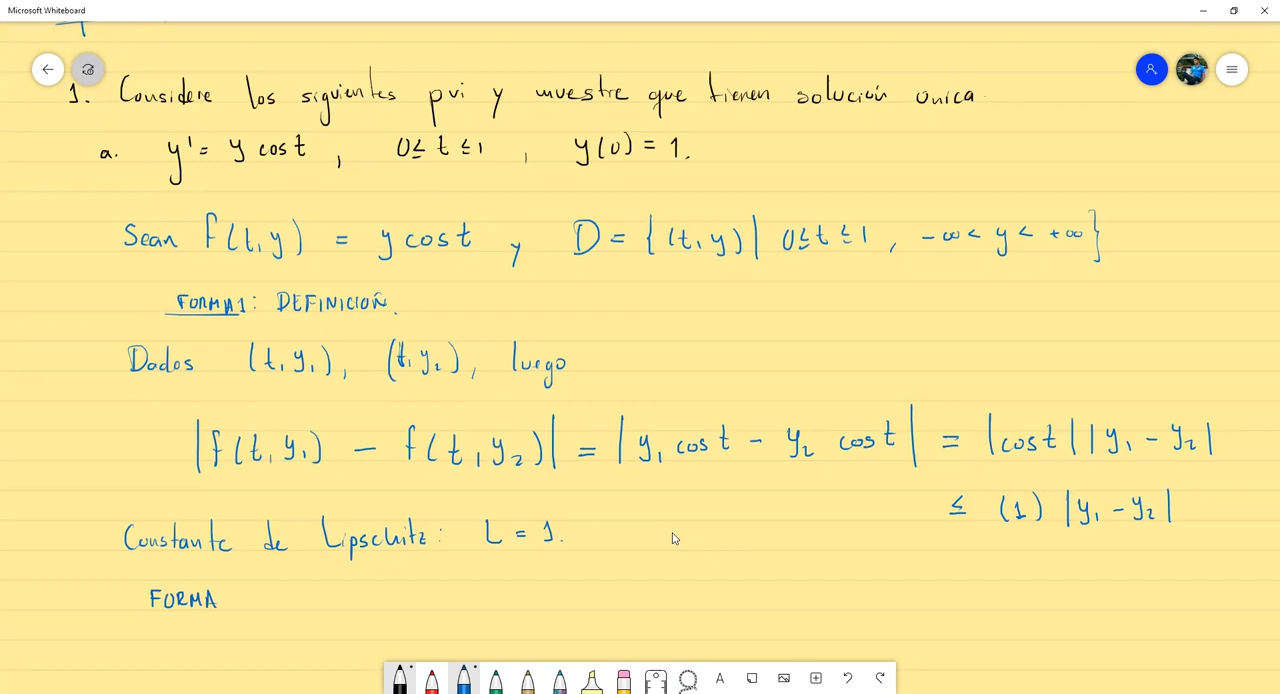 Microsoft Whiteboard
1. Considere los siguientes pvi y muestre que tienen solución única.
a. y' = y cos t , 0 ≤ t ≤ 1 , y(0) = 1.
Sean f(t,y) = y cos t y D = { (t,y) | 0 ≤ t ≤ 1 , -∞ < y < +∞ }
FORMA 1: DEFINICIÓN.
Dados (t,y₁), (t,y₂), luego
|f(t,y₁) - f(t,y₂)| = |y₁ cos t - y₂ cos t| = |cos t| |y₁ - y₂|
≤ (1) |y₁ - y₂|
Constante de Lipschitz: L = 1.
FORMA